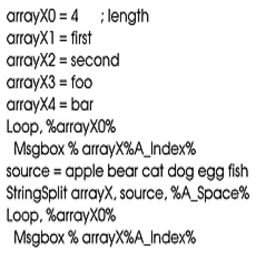 arrayX0 = 4     ; length
arrayX1 = first
arrayX2 = second
arrayX3 = foo
arrayX4 = bar
Loop, %arrayX0%
  Msgbox % arrayX%A_Index%
source = apple bear cat dog egg fish
StringSplit arrayX, source, %A_Space%
Loop, %arrayX0%
  Msgbox % arrayX%A_Index%